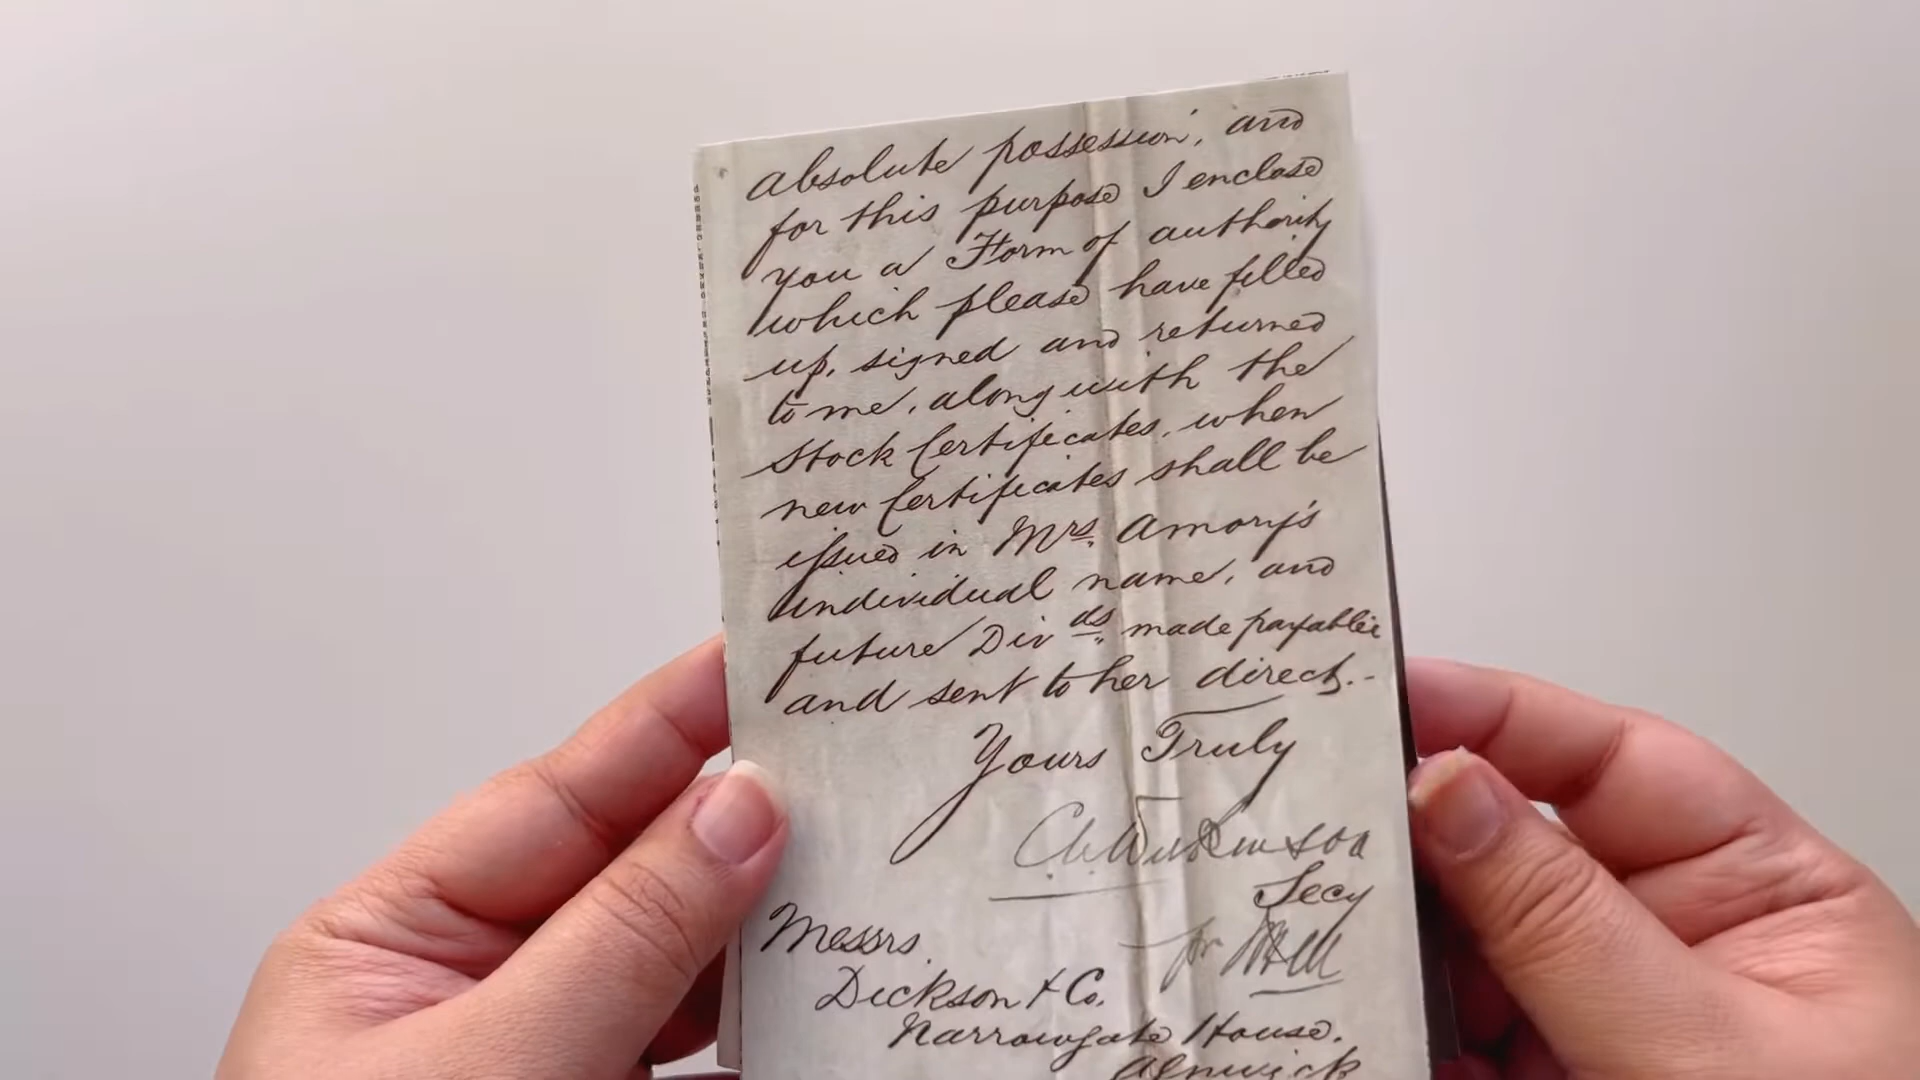 absolute possession, and
for this purpose I enclose
you a Form of authority
which please have filled
up, signed and returned
to me, along with the
Stock Certificates, when
new Certificates shall be
issued in Mrs. Amory's
individual name, and
future Divds. made payable
and sent to her direct.-
Yours Truly
Wilkinson
Secy
Messrs.
Dickson & Co.
Narrowgate House.
Alnwick